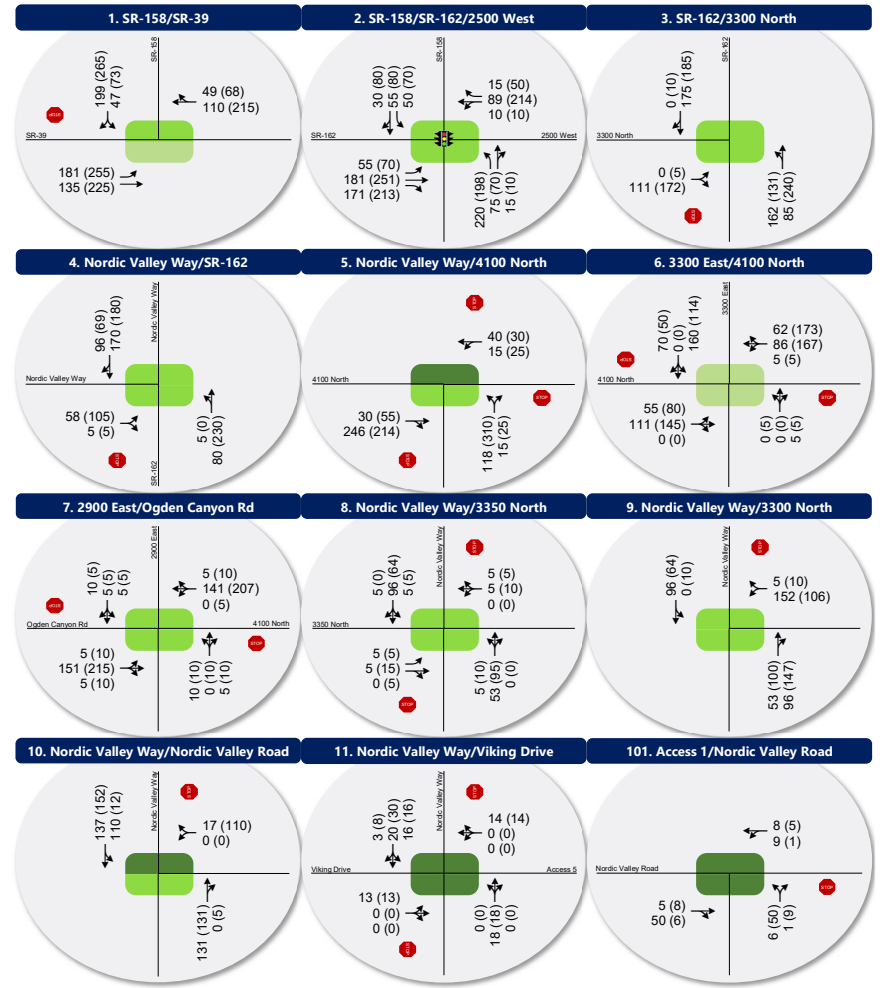 1. SR-158/SR-39
SR-158
199 (265)
47 (73)
49 (68)
110 (215)
STOP
SR-39
181 (255)
135 (225)
2. SR-158/SR-162/2500 West
SR-158
30 (80)
55 (80)
50 (70)
15 (50)
89 (214)
10 (10)
SR-162
2500 West
55 (70)
181 (251)
171 (213)
220 (198)
75 (70)
15 (10)
3. SR-162/3300 North
SR-162
0 (10)
175 (185)
3300 North
0 (5)
111 (172)
STOP
162 (131)
85 (240)
4. Nordic Valley Way/SR-162
Nordic Valley Way
96 (69)
170 (180)
Nordic Valley Way
58 (105)
5 (5)
STOP
SR-162
5 (0)
80 (230)
5. Nordic Valley Way/4100 North
STOP
40 (30)
15 (25)
4100 North
STOP
30 (55)
246 (214)
STOP
118 (310)
15 (25)
6. 3300 East/4100 North
3300 East
70 (50)
0 (0)
160 (114)
62 (173)
86 (167)
5 (5)
STOP
4100 North
STOP
55 (80)
111 (145)
0 (0)
0 (5)
0 (0)
5 (5)
7. 2900 East/Ogden Canyon Rd
2900 East
10 (5)
5 (5)
5 (5)
5 (10)
141 (207)
0 (5)
STOP
Ogden Canyon Rd
4100 North
STOP
5 (10)
151 (215)
5 (10)
10 (10)
0 (10)
5 (10)
8. Nordic Valley Way/3350 North
Nordic Valley Way
STOP
5 (0)
96 (64)
5 (5)
5 (5)
5 (10)
0 (0)
3350 North
5 (5)
5 (15)
0 (5)
STOP
5 (10)
53 (95)
0 (0)
9. Nordic Valley Way/3300 North
Nordic Valley Way
STOP
96 (64)
0 (10)
5 (10)
152 (106)
53 (100)
96 (147)
10. Nordic Valley Way/Nordic Valley Road
Nordic Valley Way
STOP
137 (152)
110 (12)
17 (110)
0 (0)
131 (131)
0 (5)
11. Nordic Valley Way/Viking Drive
Nordic Valley Way
STOP
3 (8)
20 (30)
16 (16)
14 (14)
0 (0)
0 (0)
Viking Drive
Access 5
13 (13)
0 (0)
0 (0)
STOP
0 (0)
18 (18)
0 (0)
101. Access 1/Nordic Valley Road
8 (5)
9 (1)
Nordic Valley Road
STOP
5 (8)
50 (6)
6 (50)
1 (9)